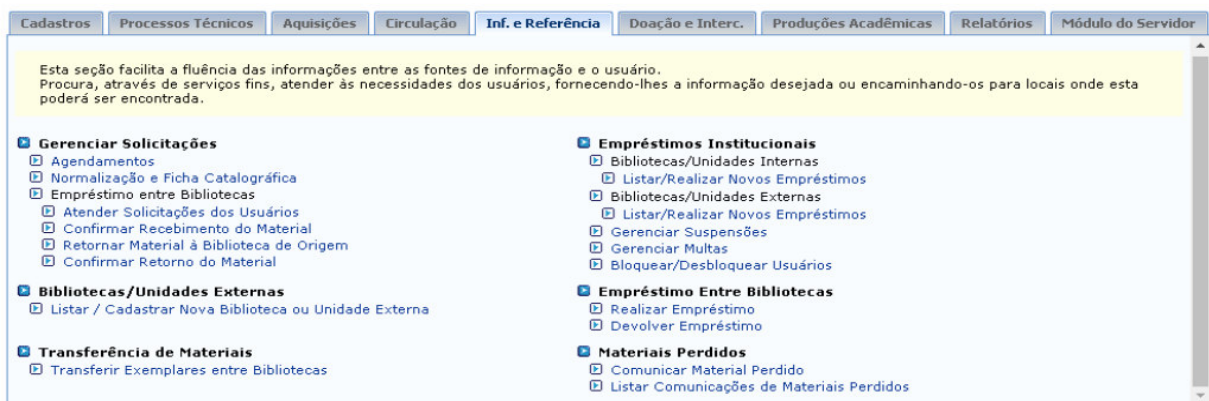 Cadastros Processos Técnicos Aquisições Circulação Inf. e Referência Doação e Interc. Produções Acadêmicas Relatórios Módulo do Servidor
Esta seção facilita a fluência das informações entre as fontes de informação e o usuário.
Procura, através de serviços fins, atender às necessidades dos usuários, fornecendo-lhes a informação desejada ou encaminhando-os para locais onde esta
poderá ser encontrada.
Gerenciar Solicitações
Agendamentos
Normalização e Ficha Catalográfica
Empréstimo entre Bibliotecas
Atender Solicitações dos Usuários
Confirmar Recebimento do Material
Retornar Material à Biblioteca de Origem
Confirmar Retorno do Material
Bibliotecas/Unidades Externas
Listar / Cadastrar Nova Biblioteca ou Unidade Externa
Transferência de Materiais
Transferir Exemplares entre Bibliotecas
Empréstimos Institucionais
Bibliotecas/Unidades Internas
Listar/Realizar Novos Empréstimos
Bibliotecas/Unidades Externas
Listar/Realizar Novos Empréstimos
Gerenciar Suspensões
Gerenciar Multas
Bloquear/Desbloquear Usuários
Empréstimo Entre Bibliotecas
Realizar Empréstimo
Devolver Empréstimo
Materiais Perdidos
Comunicar Material Perdido
Listar Comunicações de Materiais Perdidos